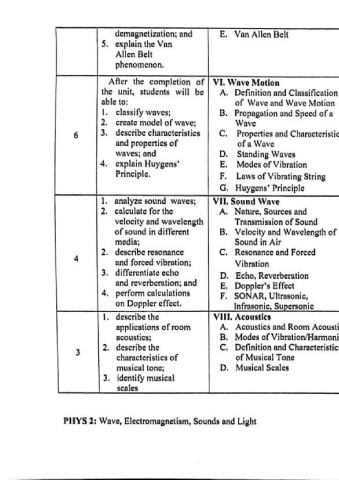 demagnetization; and
5. explain the Van
Allen Belt
phenomenon.
E. Van Allen Belt
6
After the completion of
the unit, students will be
able to:
1. classify waves;
2. create model of wave;
3. describe characteristics
and properties of
waves; and
4. explain Huygens'
Principle.
VI. Wave Motion
A. Definition and Classification
of Wave and Wave Motion
B. Propagation and Speed of a
Wave
C. Properties and Characteristic
of a Wave
D. Standing Waves
E. Modes of Vibration
F. Laws of Vibrating String
G. Huygens' Principle
4
1. analyze sound waves;
2. calculate for the
velocity and wavelength
of sound in different
media;
2. describe resonance
and forced vibration;
3. differentiate echo
and reverberation; and
4. perform calculations
on Doppler effect.
VII. Sound Wave
A. Nature, Sources and
Transmission of Sound
B. Velocity and Wavelength of
Sound in Air
C. Resonance and Forced
Vibration
D. Echo, Reverberation
E. Doppler's Effect
F. SONAR, Ultrasonic,
Infrasonic, Supersonic
3
1. describe the
applications of room
acoustics;
2. describe the
characteristics of
musical tone;
3. identify musical
scales
VIII. Acoustics
A. Acoustics and Room Acousti
B. Modes of Vibration/Harmoni
C. Definition and Characteristic
of Musical Tone
D. Musical Scales
PHYS 2: Wave, Electromagnetism, Sounds and Light